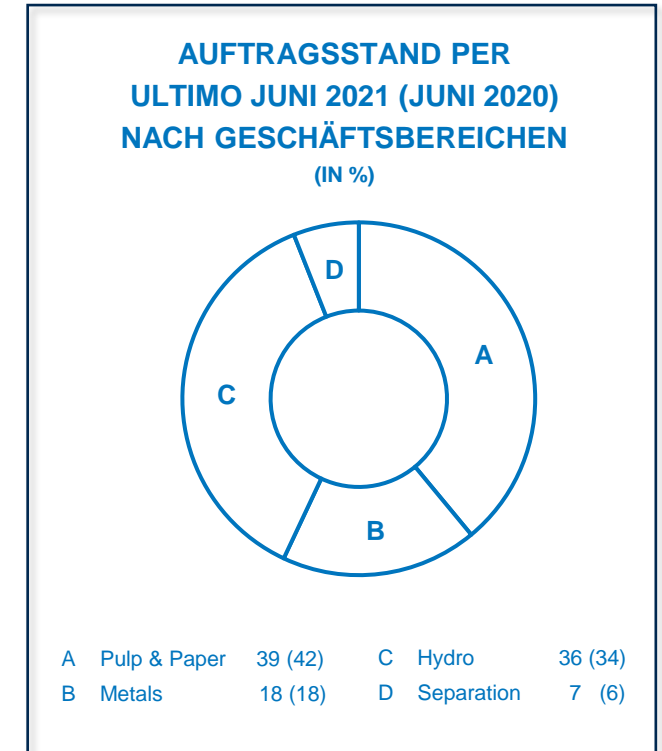 AUFTRAGSSTAND PER
ULTIMO JUNI 2021 (JUNI 2020)
NACH GESCHÄFTSBEREICHEN
(IN %)
D
A
C
B
A Pulp & Paper 39 (42) C Hydro 36 (34)
B Metals 18 (18) D Separation 7 (6)